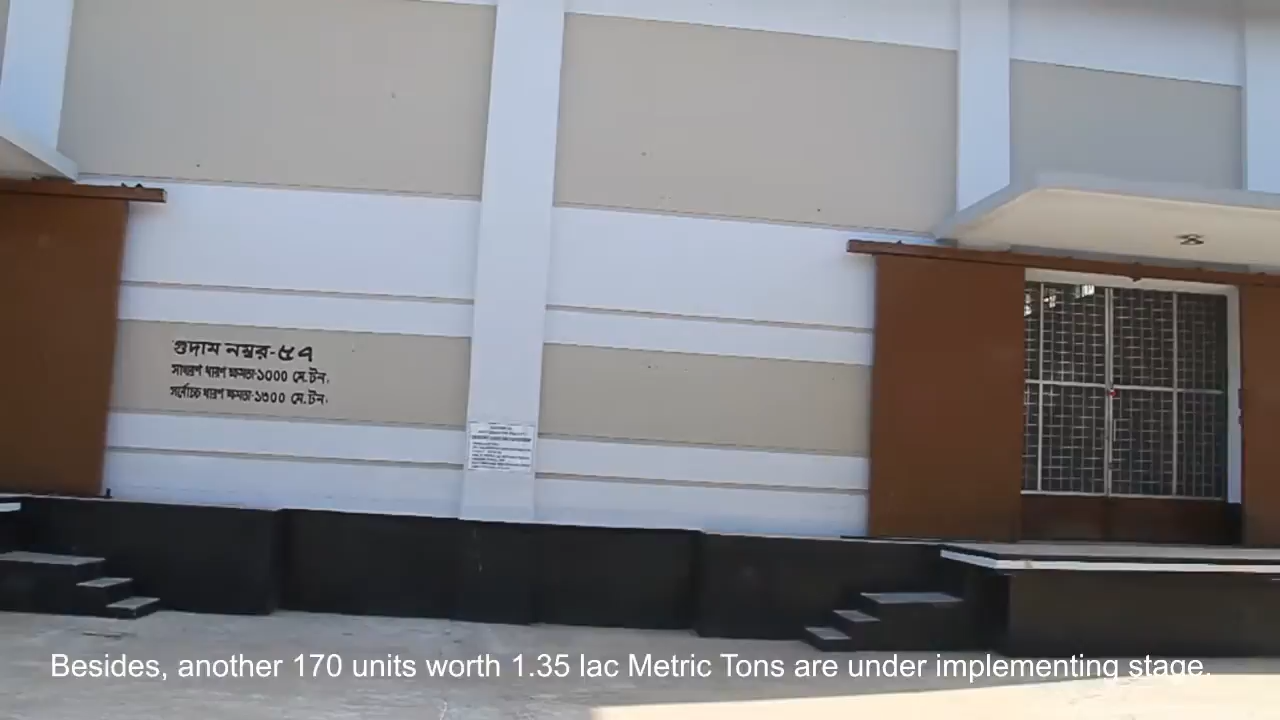 গুদাম নম্বর-৫৭
সাধারণ ধারণ ক্ষমতা-১০০০ মে.টন.
সর্বোচ্চ ধারণ ক্ষমতা-১৩০০ মে.টন.
Besides, another 170 units worth 1.35 lac Metric Tons are under implementing stage.